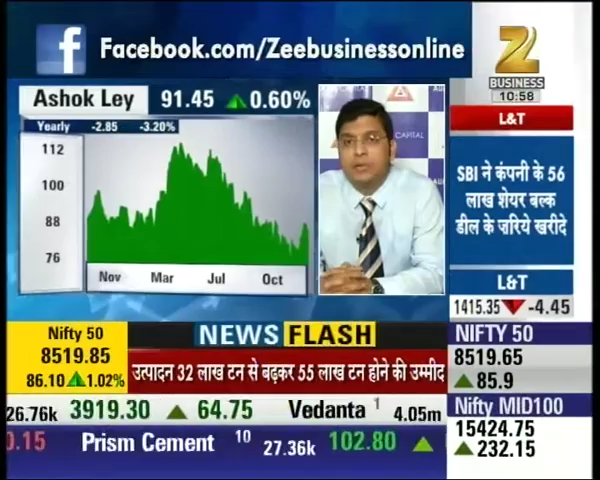 Facebook.com/Zeebusinessonline
Z
BUSINESS
10:58
Ashok Ley 91.45 0.60%
Yearly -2.85 -3.20%
112
100
88
76
Nov Mar Jul Oct
CAPITAL
L&T
SBI ने कंपनी के 56
लाख शेयर बल्क
डील के ज़रिये खरीदे
L&T
1415.35 -4.45
Nifty 50
8519.85
86.10 1.02%
NEWS FLASH
उत्पादन 32 लाख टन से बढ़कर 55 लाख टन होने की उम्मीद
NIFTY 50
8519.65
85.9
26.76k 3919.30 64.75 Vedanta 1 4.05m
Nifty MID100
15424.75
232.15
0.15 Prism Cement 10 27.36k 102.80